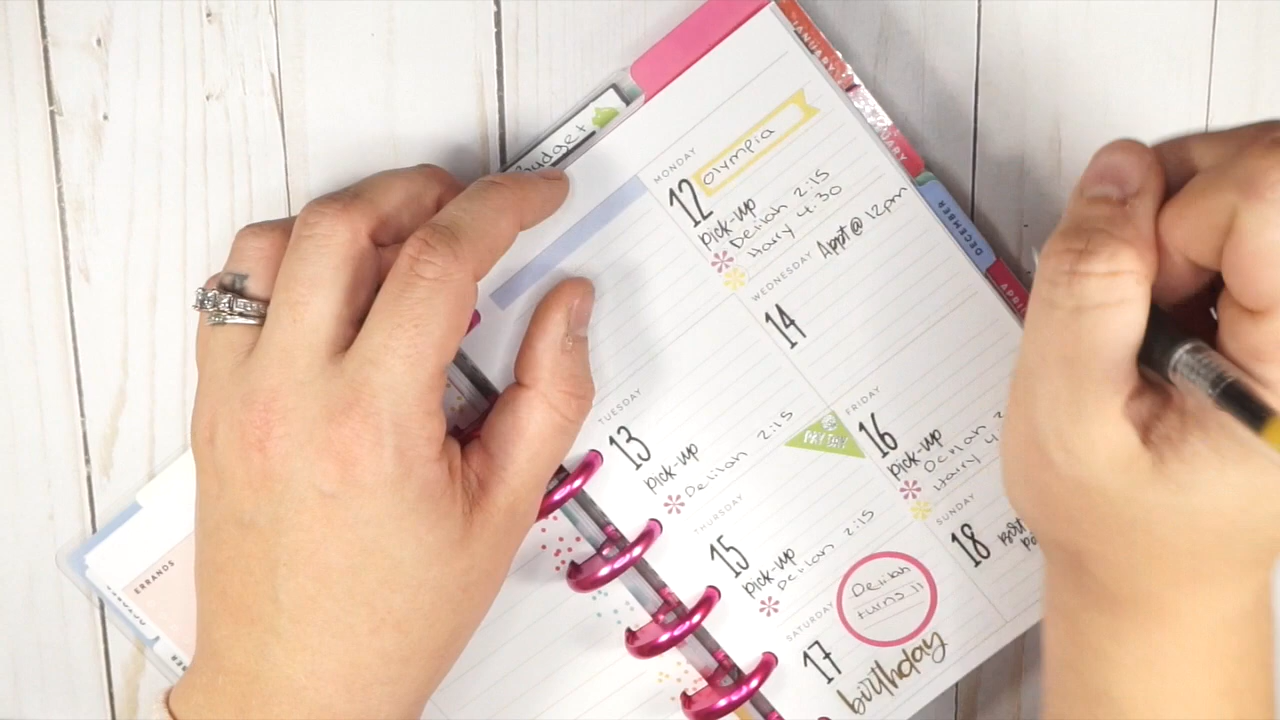 Budget
JANUARY
DECEMBER
MONDAY
12
Olympia
pick-up
Delilah 2:15
Harry 4:30
WEDNESDAY
Appt @ 12pm
14
TUESDAY
13
pick-up
Delilah 2:15
PAY DAY
FRIDAY
16
pick-up
Delilah
Harry 4
THURSDAY
15
pick-up
Delilah 2:15
SUNDAY
18
SATURDAY
17
Delilah
turns 11
birthday
ERRANDS